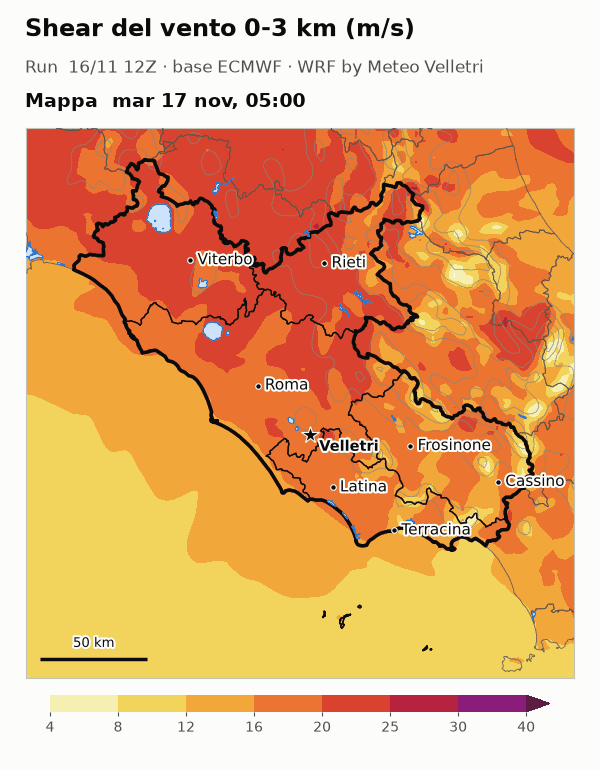 Shear del vento 0-3 km (m/s)
Run  16/11 12Z · base ECMWF · WRF by Meteo Velletri
Mappa  mar 17 nov, 05:00
Viterbo
Rieti
Roma
Velletri
Frosinone
Latina
Cassino
Terracina
50 km
4 8 12 16 20 25 30 40